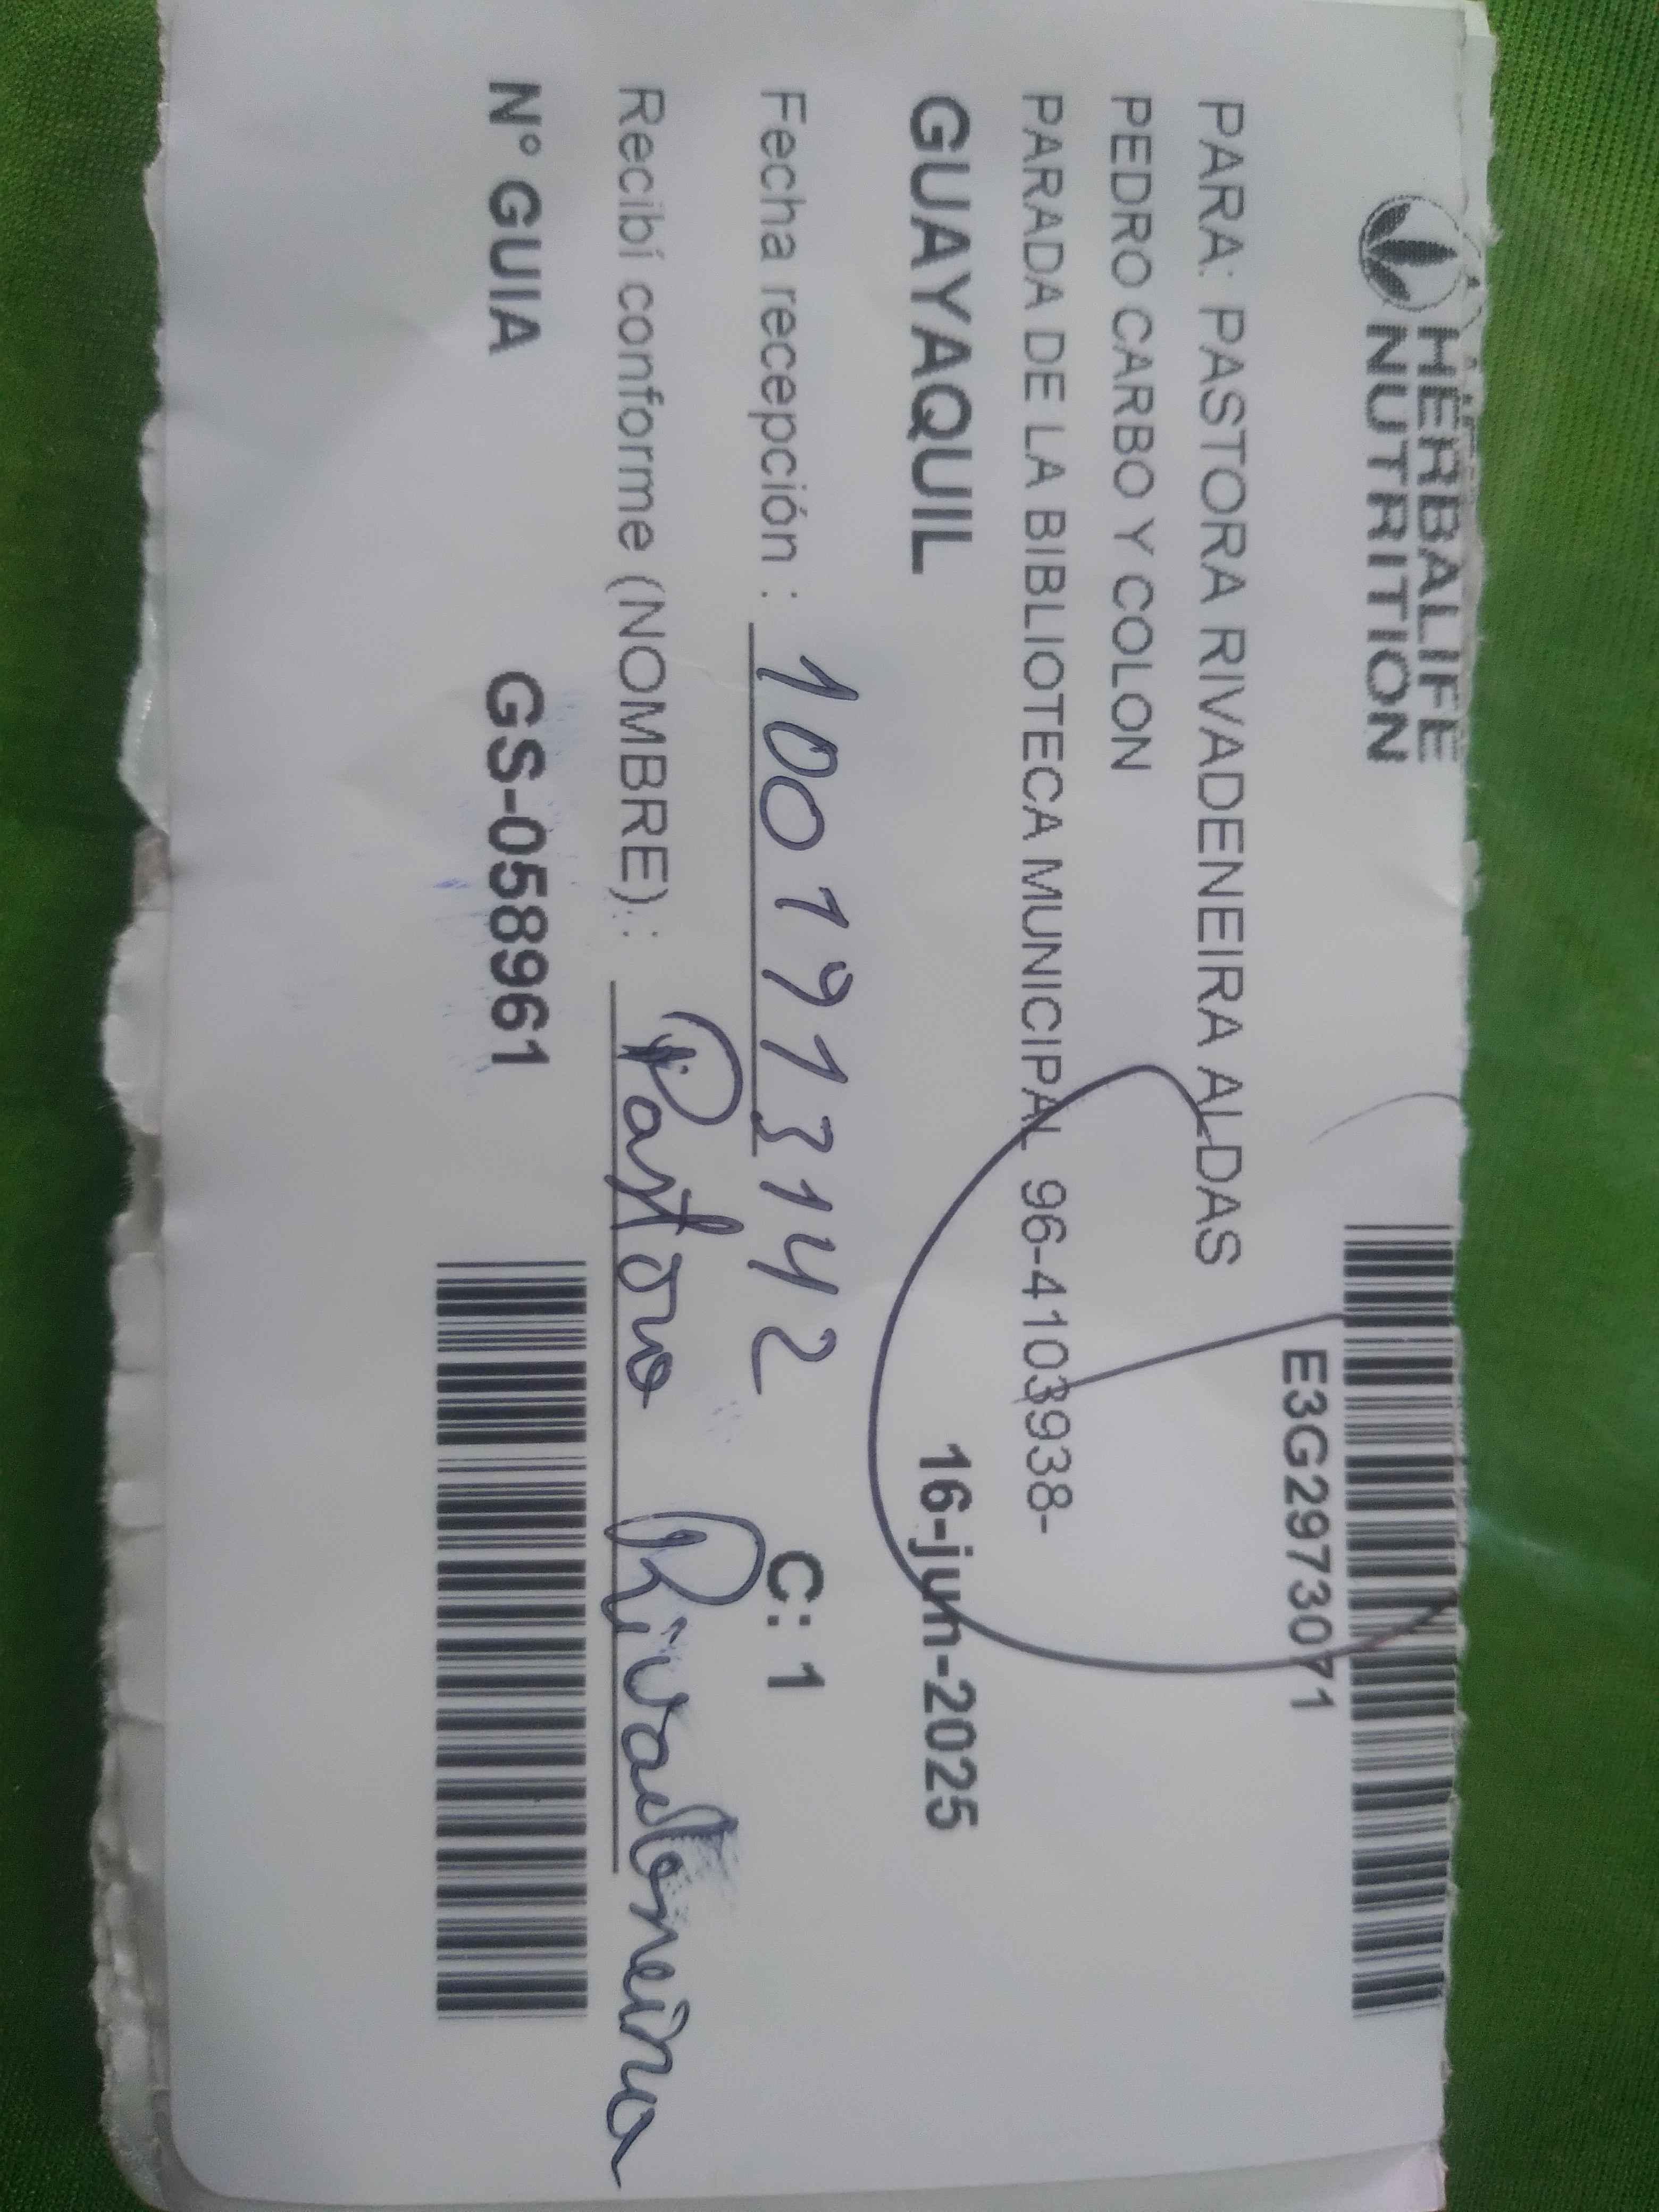 HERBALIFE
NUTRITION
E3G2973071
PARA: PASTORA RIVADENEIRA ALDAS
PEDRO CARBO Y COLON
PARADA DE LA BIBLIOTECA MUNICIPAL 96-4103938-
GUAYAQUIL 16-jun-2025
Fecha recepción : 1001913142 C: 1
Recibí conforme (NOMBRE) : Pastora Rivadeneira
N° GUIA GS-058961